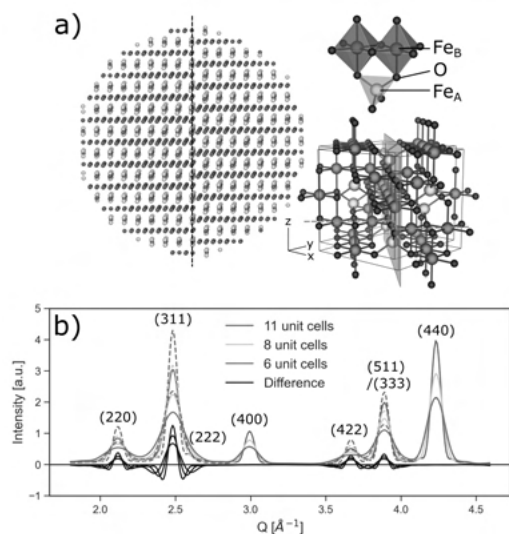 a)
Fe_B
O
Fe_A
z
y
x
b)
(311)
(440)
11 unit cells
8 unit cells
6 unit cells
Difference
(220)
(222)
(400)
(422)
(511)
/(333)
5
4
3
2
1
0
−1
Intensity [a.u.]
2.0 2.5 3.0 3.5 4.0 4.5
Q [Å⁻¹]